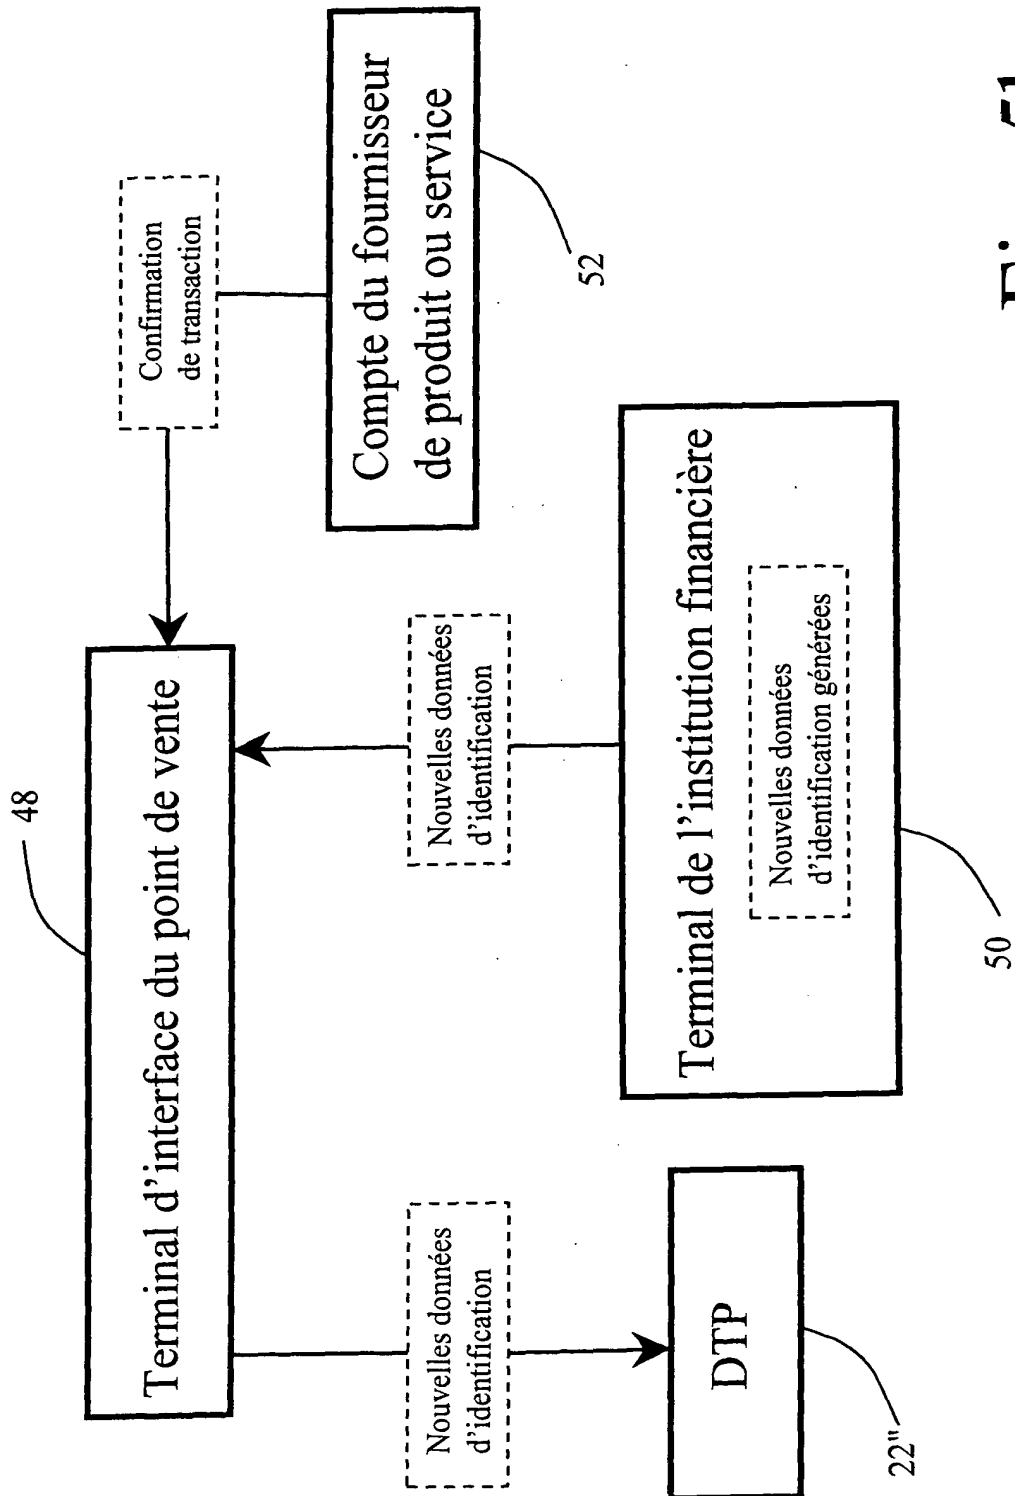 48
Terminal d'interface du point de vente
Confirmation
de transaction
Nouvelles données
d'identification
Nouvelles données
d'identification
Compte du fournisseur
de produit ou service
52
DTP
22"
Terminal de l'institution financière
Nouvelles données
d'identification générées
50